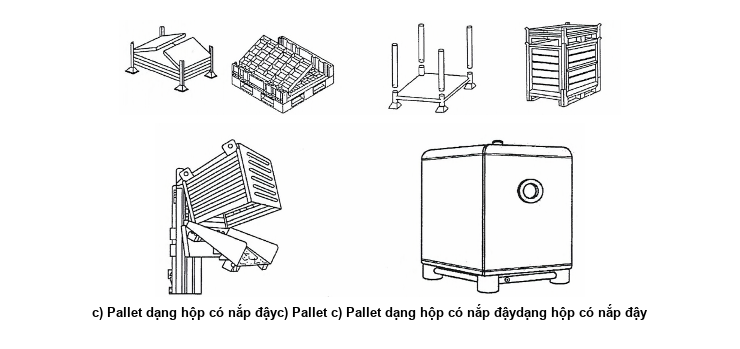 c) Pallet dạng hộp có nắp đậyc) Pallet c) Pallet dạng hộp có nắp đậydạng hộp có nắp đậy